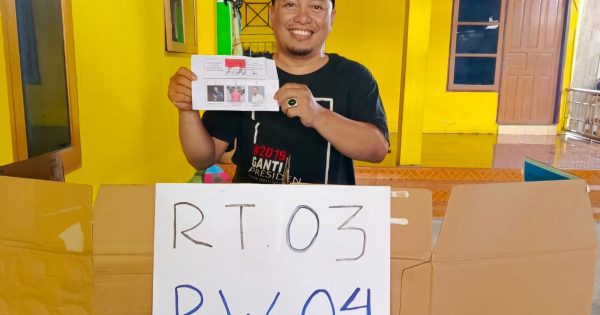 #2019
GANTI
PRESIDEN
RT.03
RW.04